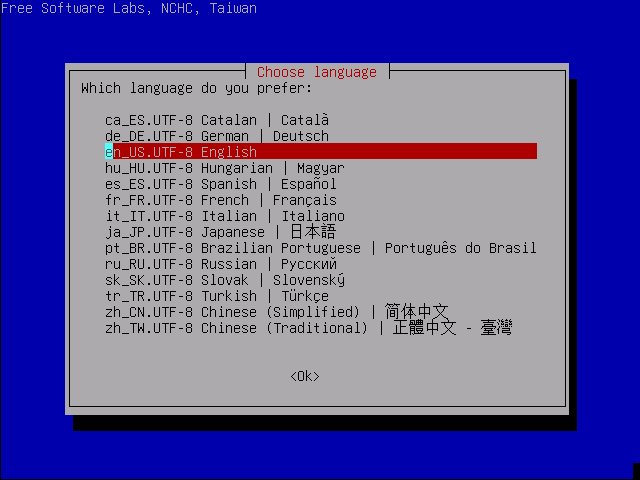 Free Software Labs, NCHC, Taiwan
Choose language
Which language do you prefer:
ca_ES.UTF-8 Catalan | Català
de_DE.UTF-8 German | Deutsch
en_US.UTF-8 English
hu_HU.UTF-8 Hungarian | Magyar
es_ES.UTF-8 Spanish | Español
fr_FR.UTF-8 French | Français
it_IT.UTF-8 Italian | Italiano
ja_JP.UTF-8 Japanese | 日本語
pt_BR.UTF-8 Brazilian Portuguese | Português do Brasil
ru_RU.UTF-8 Russian | Русский
sk_SK.UTF-8 Slovak | Slovenský
tr_TR.UTF-8 Turkish | Türkçe
zh_CN.UTF-8 Chinese (Simplified) | 简体中文
zh_TW.UTF-8 Chinese (Traditional) | 正體中文 - 臺灣
<Ok>